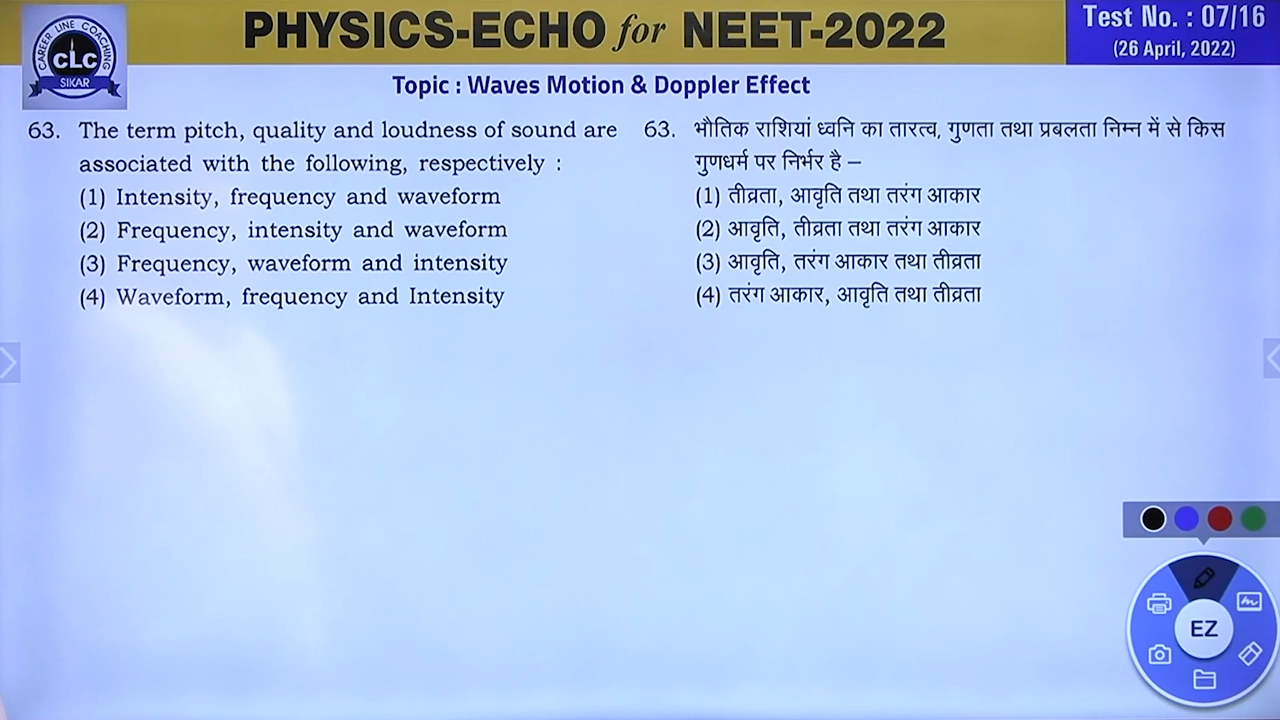 PHYSICS-ECHO for NEET-2022
Test No. : 07/16
(26 April, 2022)
CAREER LINE COACHING
CLC
SIKAR
Topic : Waves Motion & Doppler Effect
63. The term pitch, quality and loudness of sound are
associated with the following, respectively :
(1) Intensity, frequency and waveform
(2) Frequency, intensity and waveform
(3) Frequency, waveform and intensity
(4) Waveform, frequency and Intensity
63. भौतिक राशियां ध्वनि का तारत्व, गुणता तथा प्रबलता निम्न में से किस
गुणधर्म पर निर्भर है –
(1) तीव्रता, आवृति तथा तरंग आकार
(2) आवृति, तीव्रता तथा तरंग आकार
(3) आवृति, तरंग आकार तथा तीव्रता
(4) तरंग आकार, आवृति तथा तीव्रता
EZ